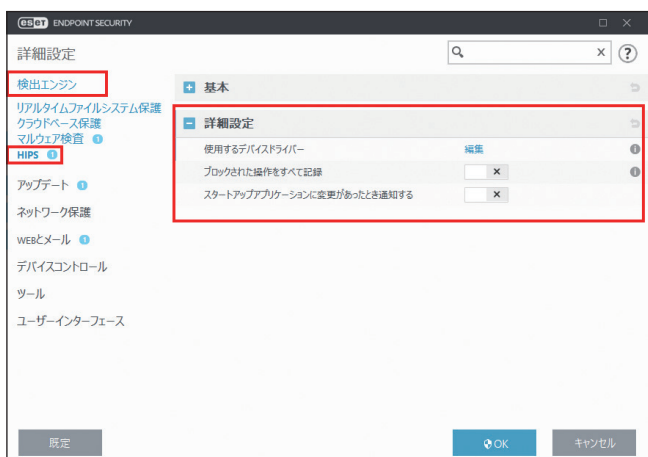 eset ENDPOINT SECURITY
詳細設定
?
検出エンジン
リアルタイムファイルシステム保護
クラウドベース保護
マルウェア検査 1
HIPS 1
アップデート 1
ネットワーク保護
WEBとメール 1
デバイスコントロール
ツール
ユーザーインターフェース
基本
詳細設定
使用するデバイスドライバー 編集
ブロックされた操作をすべて記録
スタートアップアプリケーションに変更があったとき通知する
既定
OK
キャンセル